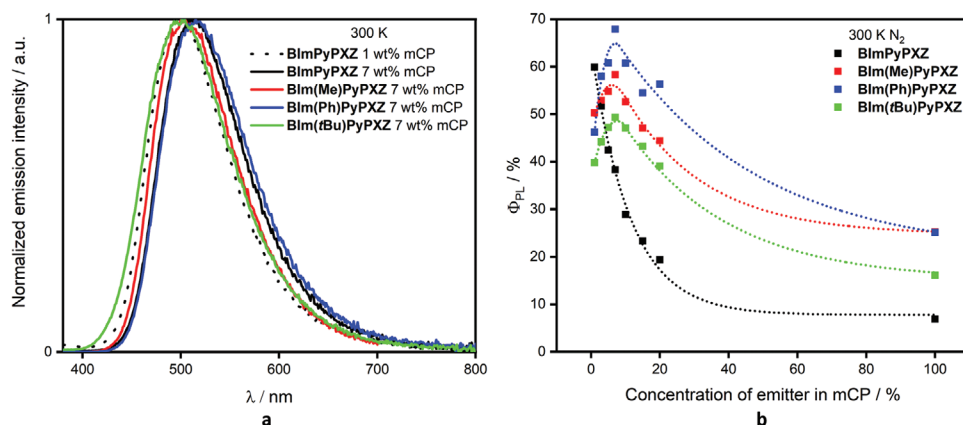 Normalized emission intensity / a.u.
1
1
300 K
BImPyPXZ 1 wt% mCP
BImPyPXZ 7 wt% mCP
BIm(Me)PyPXZ 7 wt% mCP
BIm(Ph)PyPXZ 7 wt% mCP
BIm(tBu)PyPXZ 7 wt% mCP
400 500 600 700 800
λ / nm
a
Φ_PL / %
70
60
50
40
30
20
10
0
300 K N₂
BImPyPXZ
BIm(Me)PyPXZ
BIm(Ph)PyPXZ
BIm(tBu)PyPXZ
0 20 40 60 80 100
Concentration of emitter in mCP / %
b